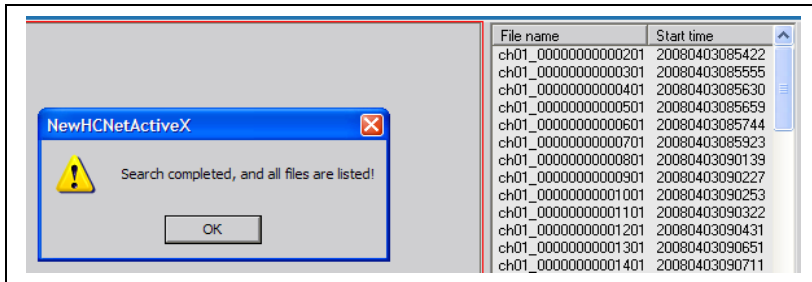 File name Start time
ch01_00000000000201 20080403085422
ch01_00000000000301 20080403085555
ch01_00000000000401 20080403085630
ch01_00000000000501 20080403085659
ch01_00000000000601 20080403085744
ch01_00000000000701 20080403085923
ch01_00000000000801 20080403090139
ch01_00000000000901 20080403090227
ch01_00000000001001 20080403090253
ch01_00000000001101 20080403090322
ch01_00000000001201 20080403090431
ch01_00000000001301 20080403090651
ch01_00000000001401 20080403090711
NewHCNetActiveX
Search completed, and all files are listed!
OK